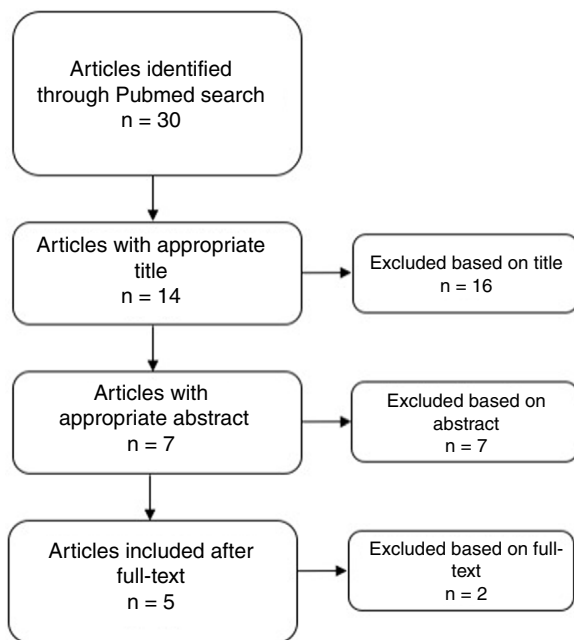 Articles identified
through Pubmed search
n = 30
Articles with appropriate
title
n = 14
Excluded based on title
n = 16
Articles with
appropriate abstract
n = 7
Excluded based on
abstract
n = 7
Articles included after
full-text
n = 5
Excluded based on full-
text
n = 2